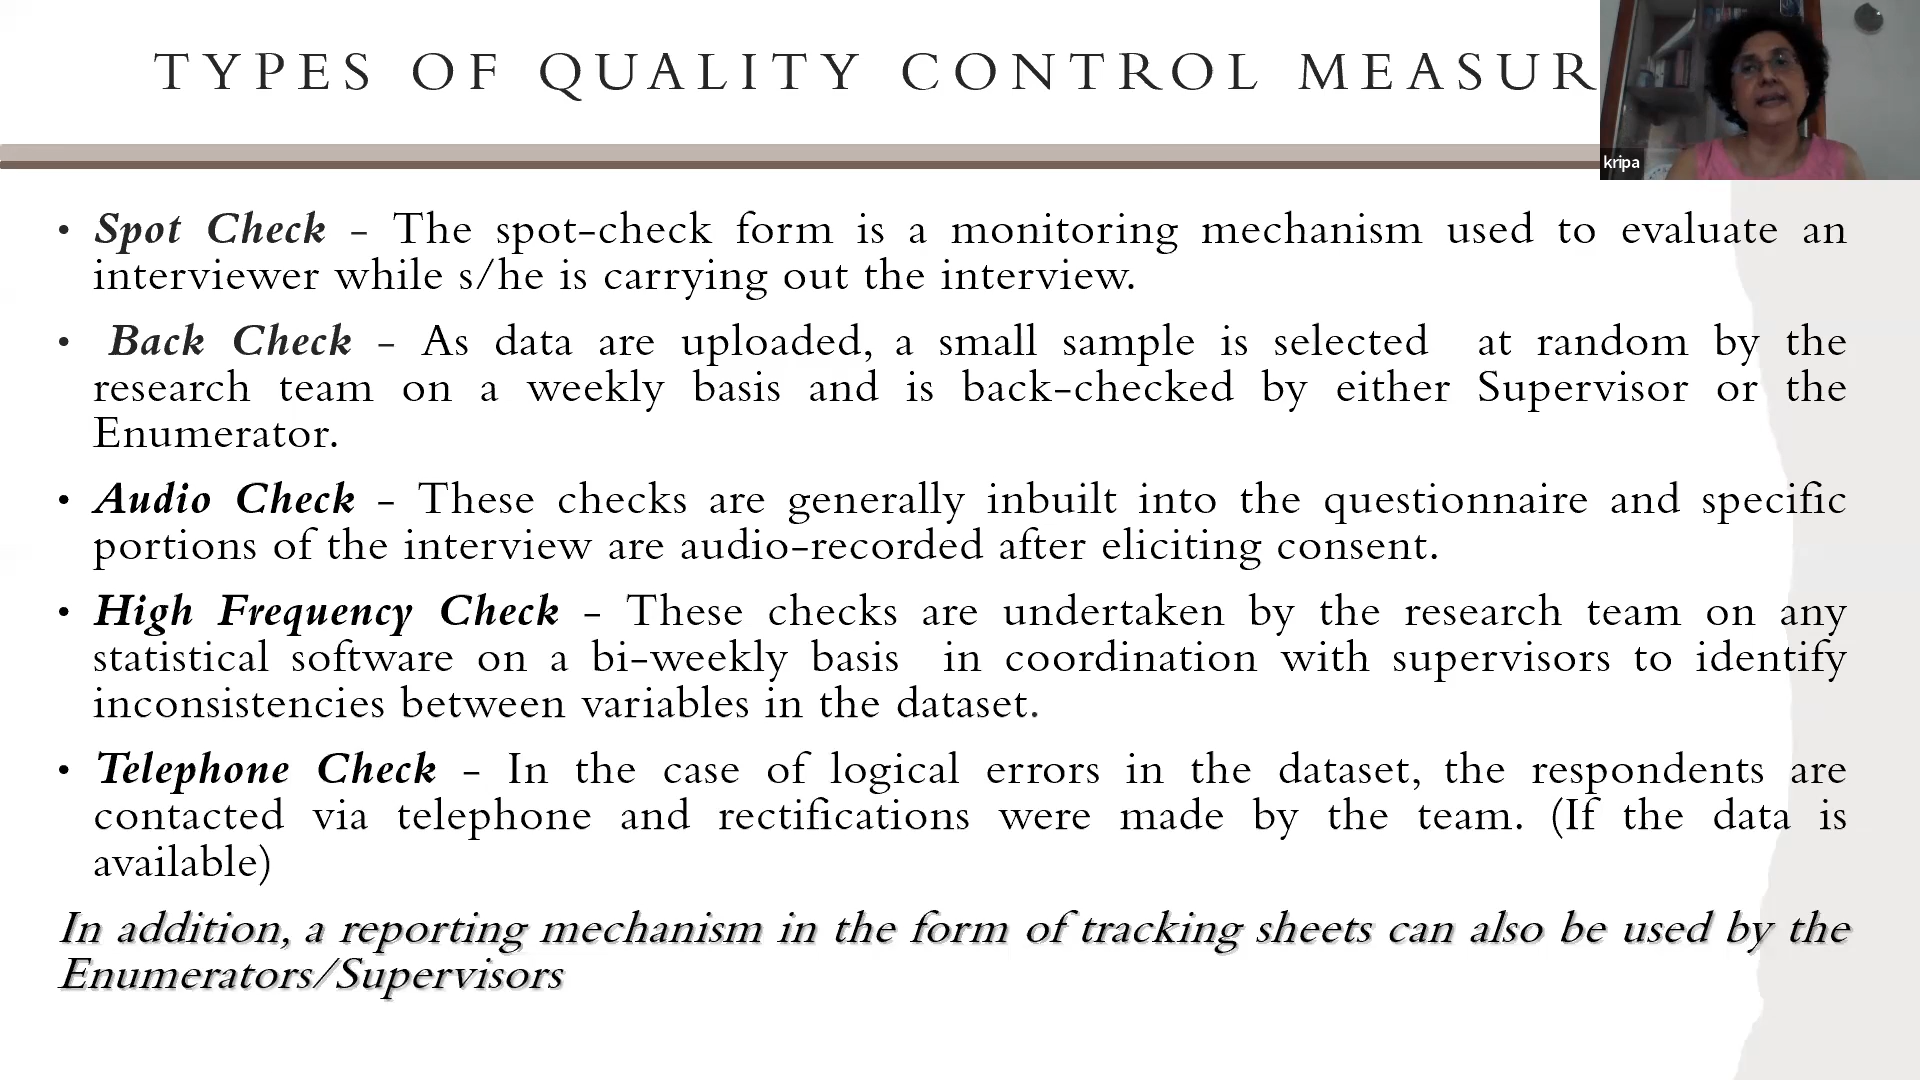 TYPES OF QUALITY CONTROL MEASUR
kripa
• Spot Check - The spot-check form is a monitoring mechanism used to evaluate an
interviewer while s/he is carrying out the interview.
• Back Check - As data are uploaded, a small sample is selected at random by the
research team on a weekly basis and is back-checked by either Supervisor or the
Enumerator.
• Audio Check - These checks are generally inbuilt into the questionnaire and specific
portions of the interview are audio-recorded after eliciting consent.
• High Frequency Check - These checks are undertaken by the research team on any
statistical software on a bi-weekly basis in coordination with supervisors to identify
inconsistencies between variables in the dataset.
• Telephone Check - In the case of logical errors in the dataset, the respondents are
contacted via telephone and rectifications were made by the team. (If the data is
available)
In addition, a reporting mechanism in the form of tracking sheets can also be used by the
Enumerators/Supervisors